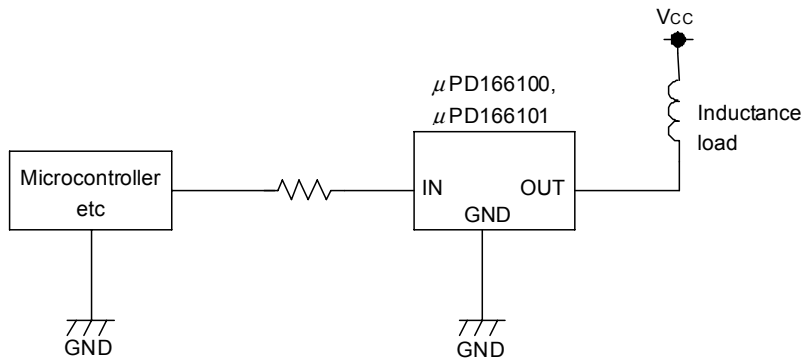 VCC
μPD166100,
μPD166101
Inductance
load
Microcontroller
etc
IN
OUT
GND
GND
GND